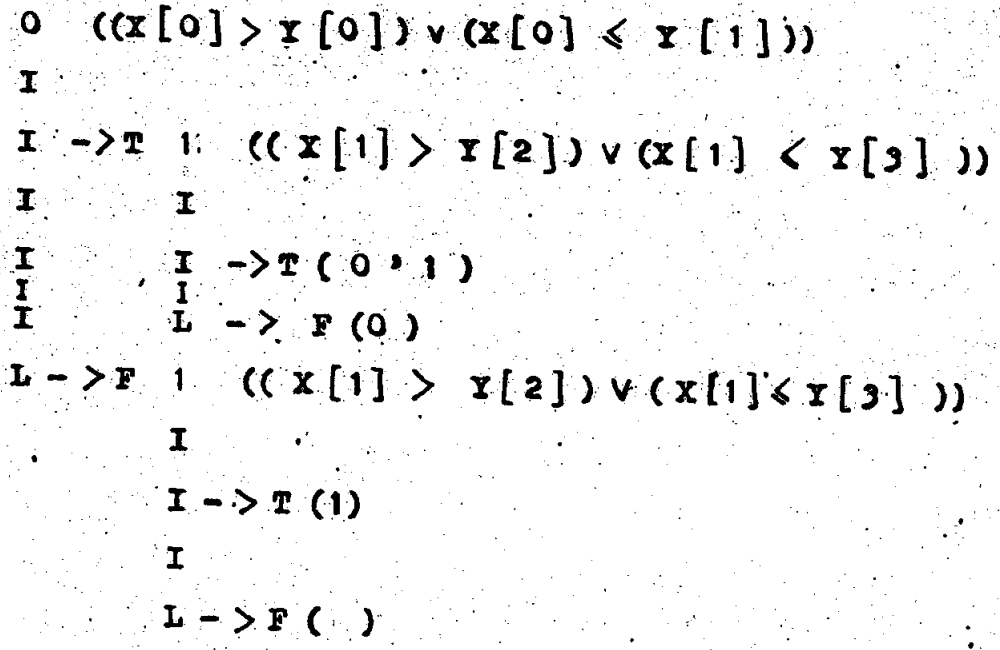 0 ((X[0] > Y[0]) v (X[0] ⩽ Y[1]))
I
I ->T 1 ((X[1] > Y[2]) v (X[1] < Y[3]))
I I
I I ->T (0,1)
I I
I L -> F (0)
L -> F 1 ((X[1] > Y[2]) V (X[1] ⩽ Y[3]))
I
I -> T (1)
I
L -> F ( )